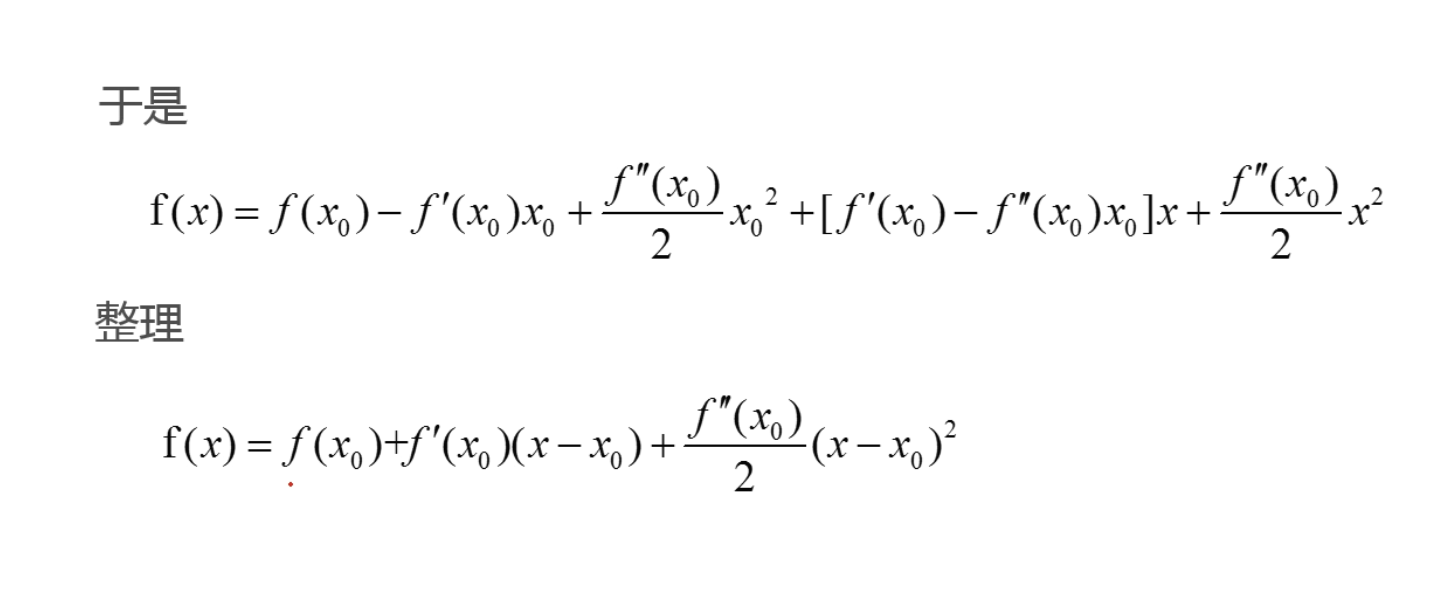 于是
f(x) = f(x₀) − f′(x₀)x₀ + f″(x₀)/2 x₀² + [f′(x₀) − f″(x₀)x₀]x + f″(x₀)/2 x²
整理
f(x) = f(x₀)+f′(x₀)(x − x₀) + f″(x₀)/2 (x − x₀)²